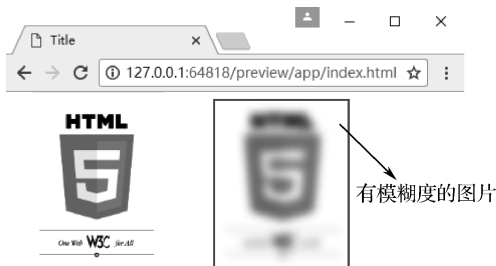 Title
127.0.0.1:64818/preview/app/index.html
HTML
5
One Web W3C for All
有模糊度的图片